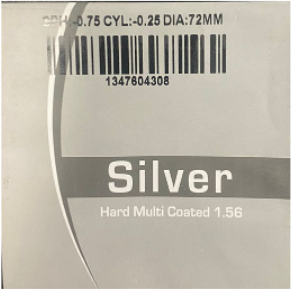 SPH:-0.75 CYL:-0.25 DIA:72MM
1347604308
Silver
Hard Multi Coated 1.56